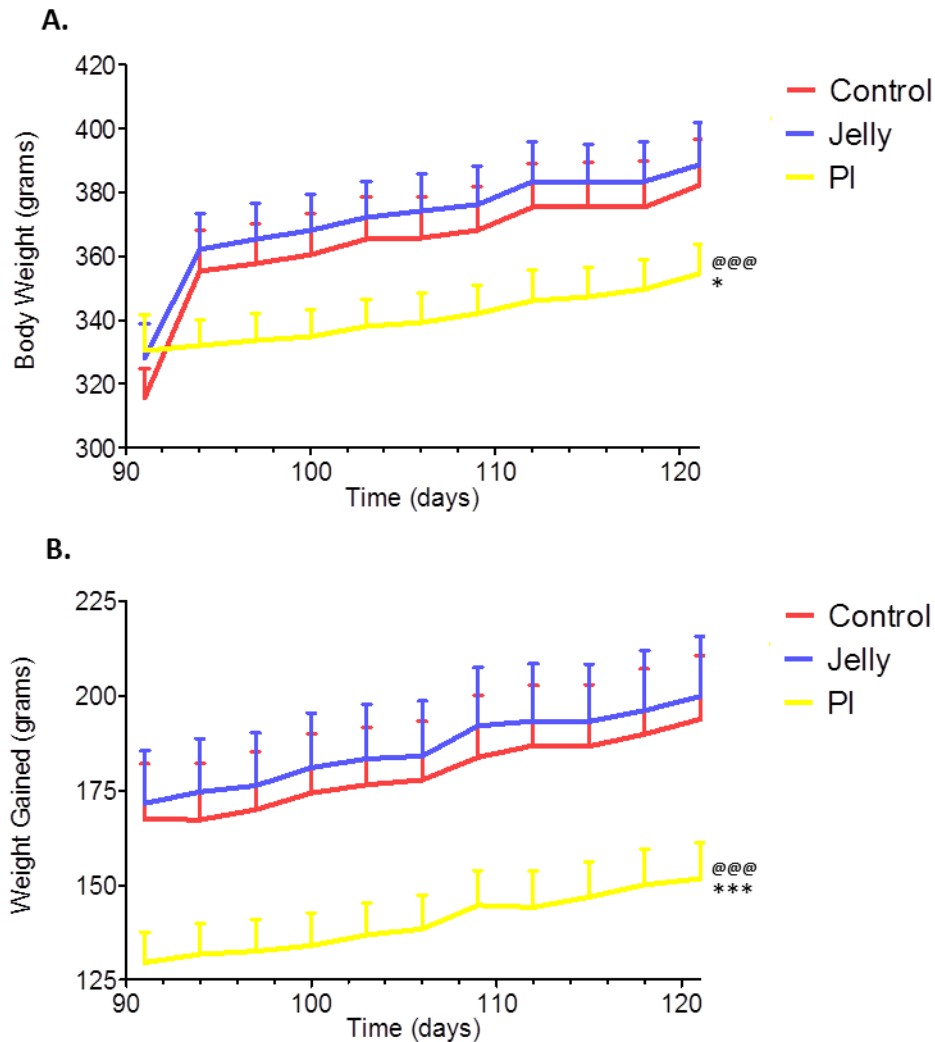 A.
Body Weight (grams)
420
400
380
360
340
320
300
90
100
110
120
Time (days)
Control
Jelly
PI
@@@
*
B.
Weight Gained (grams)
225
200
175
150
125
90
100
110
120
Time (days)
Control
Jelly
PI
@@@
***